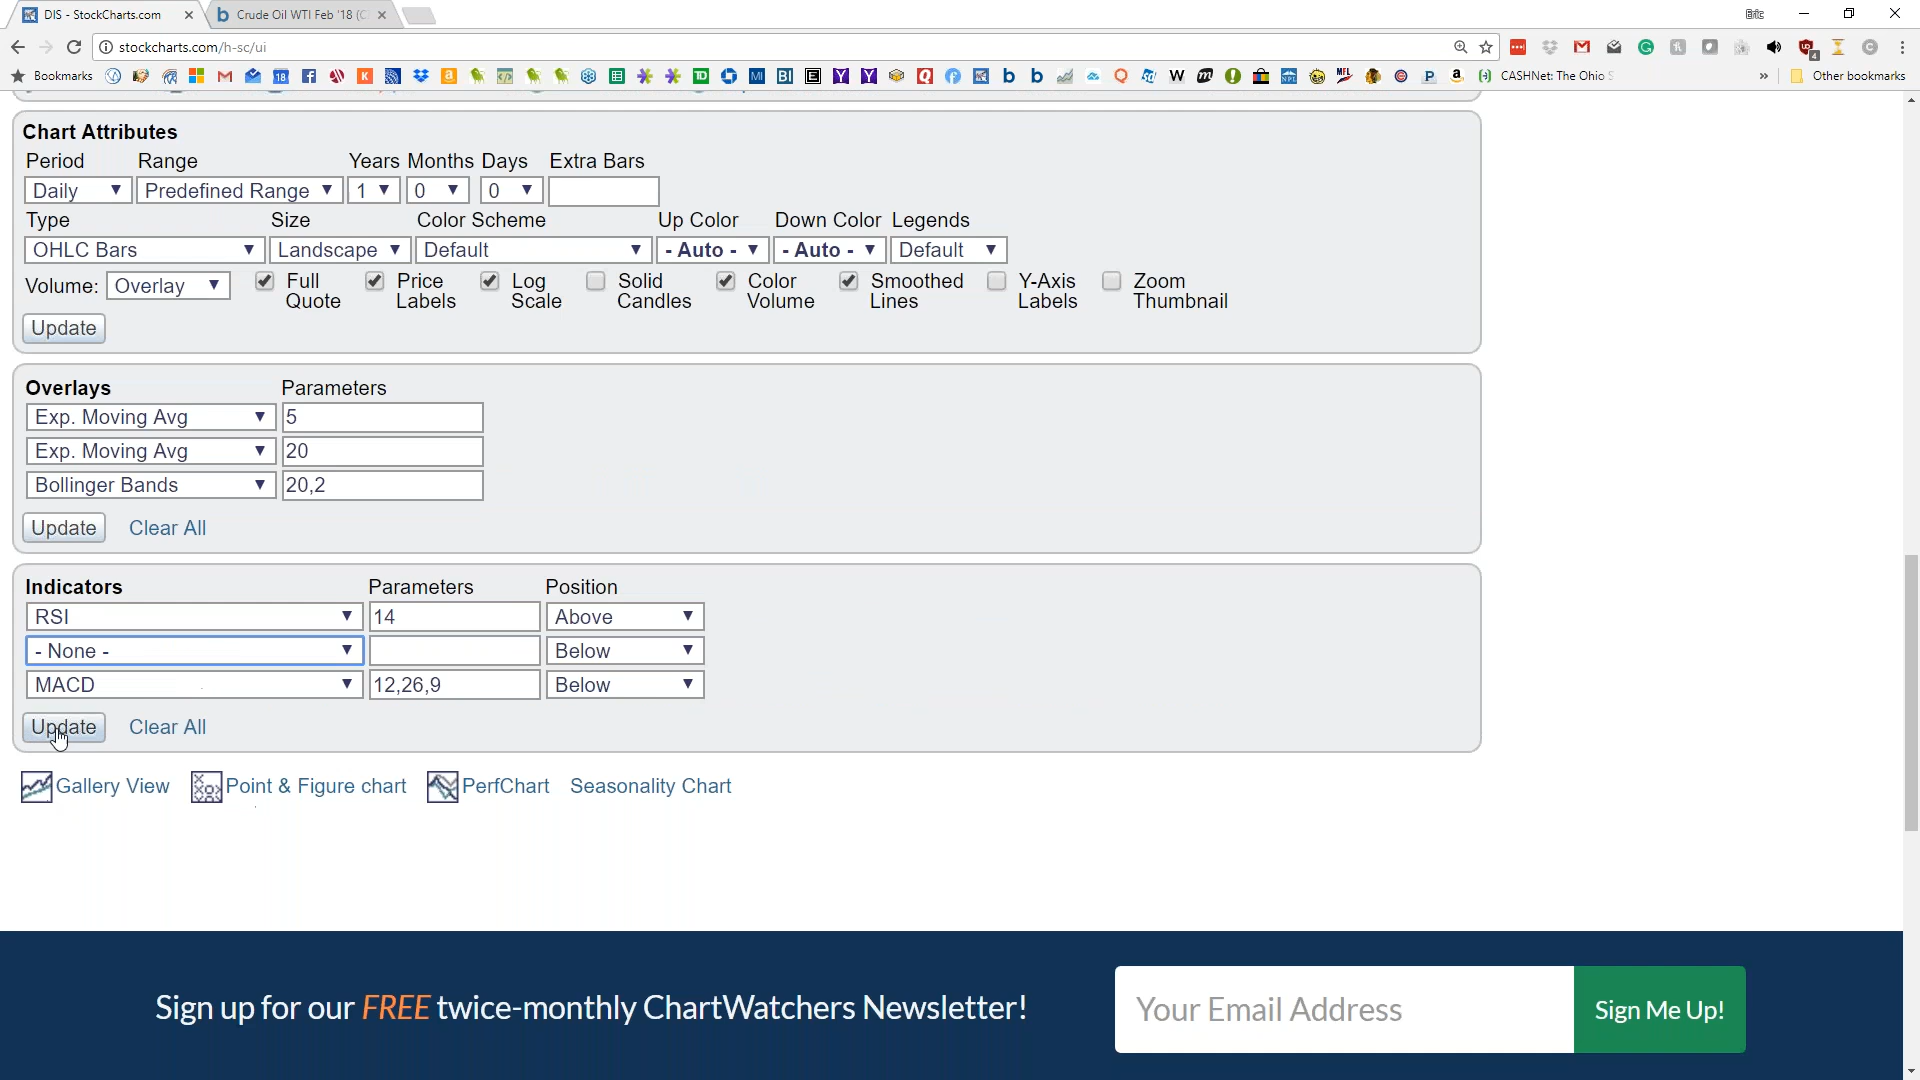 DIS - StockCharts.com
Crude Oil WTI Feb '18 (C
Eric
stockcharts.com/h-sc/ui
Bookmarks
CASHNet: The Ohio S
Other bookmarks
Chart Attributes
Period Range Years Months Days Extra Bars
Daily Predefined Range 1 0 0
Type Size Color Scheme Up Color Down Color Legends
OHLC Bars Landscape Default - Auto - - Auto - Default
Volume: Overlay Full Quote Price Labels Log Scale Solid Candles Color Volume Smoothed Lines Y-Axis Labels Zoom Thumbnail
Update
Overlays Parameters
Exp. Moving Avg 5
Exp. Moving Avg 20
Bollinger Bands 20,2
Update Clear All
Indicators Parameters Position
RSI 14 Above
- None - Below
MACD 12,26,9 Below
Update Clear All
Gallery View Point & Figure chart PerfChart Seasonality Chart
Sign up for our FREE twice-monthly ChartWatchers Newsletter!
Your Email Address
Sign Me Up!